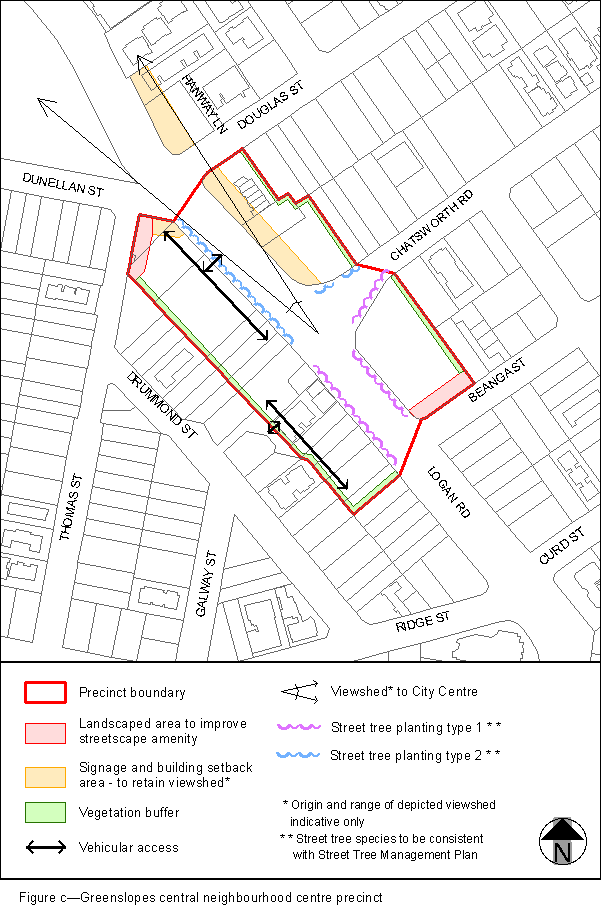 HANWAY LN
DOUGLAS ST
DUNELLAN ST
CHATSWORTH RD
BEANGA ST
DRUMMOND ST
LOGAN RD
THOMAS ST
CURD ST
GALWAY ST
RIDGE ST
Precinct boundary
Landscaped area to improve
streetscape amenity
Signage and building setback
area - to retain viewshed*
Vegetation buffer
Vehicular access
Viewshed* to City Centre
Street tree planting type 1 * *
Street tree planting type 2 * *
* Origin and range of depicted viewshed
indicative only
* * Street tree species to be consistent
with Street Tree Management Plan
N
Figure c—Greenslopes central neighbourhood centre precinct